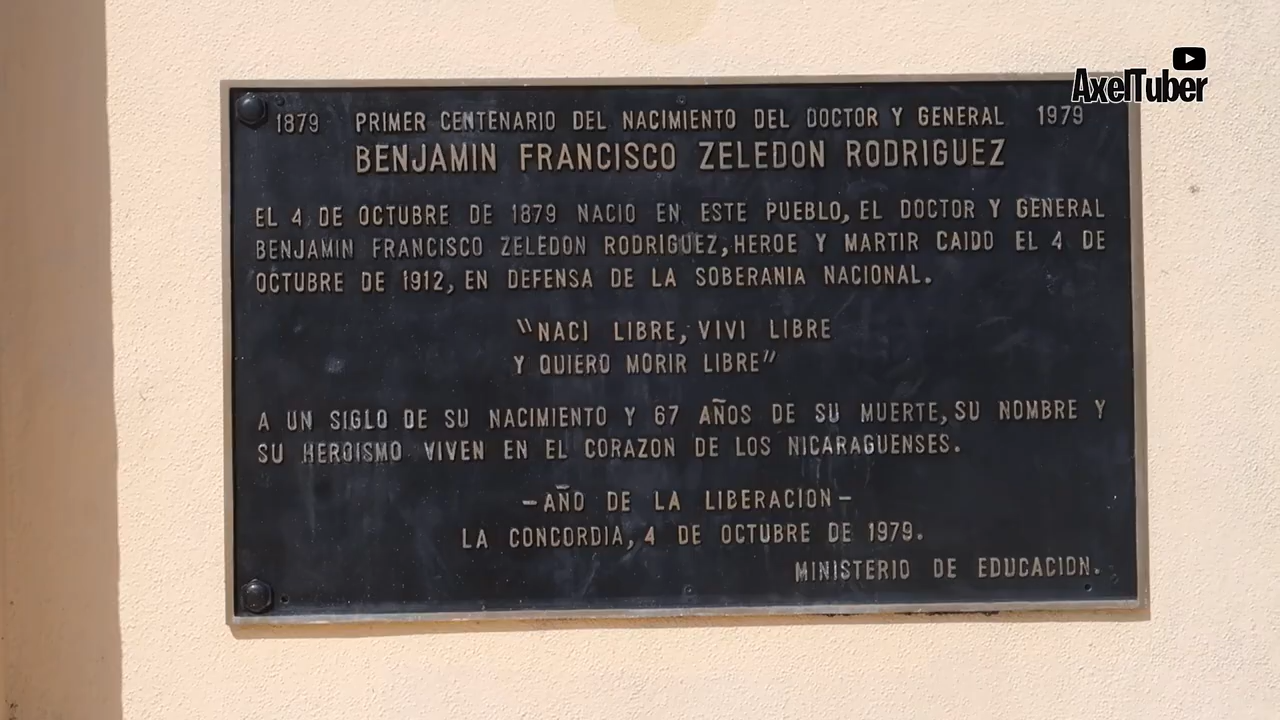 AxelTuber
1879 PRIMER CENTENARIO DEL NACIMIENTO DEL DOCTOR Y GENERAL 1979
BENJAMIN FRANCISCO ZELEDON RODRIGUEZ
EL 4 DE OCTUBRE DE 1879 NACIO EN ESTE PUEBLO, EL DOCTOR Y GENERAL
BENJAMIN FRANCISCO ZELEDON RODRIGUEZ, HEROE Y MARTIR CAIDO EL 4 DE
OCTUBRE DE 1912, EN DEFENSA DE LA SOBERANIA NACIONAL.
"NACI LIBRE, VIVI LIBRE
Y QUIERO MORIR LIBRE"
A UN SIGLO DE SU NACIMIENTO Y 67 AÑOS DE SU MUERTE, SU NOMBRE Y
SU HEROISMO VIVEN EN EL CORAZON DE LOS NICARAGUENSES.
-AÑO DE LA LIBERACION-
LA CONCORDIA, 4 DE OCTUBRE DE 1979.
MINISTERIO DE EDUCACION.